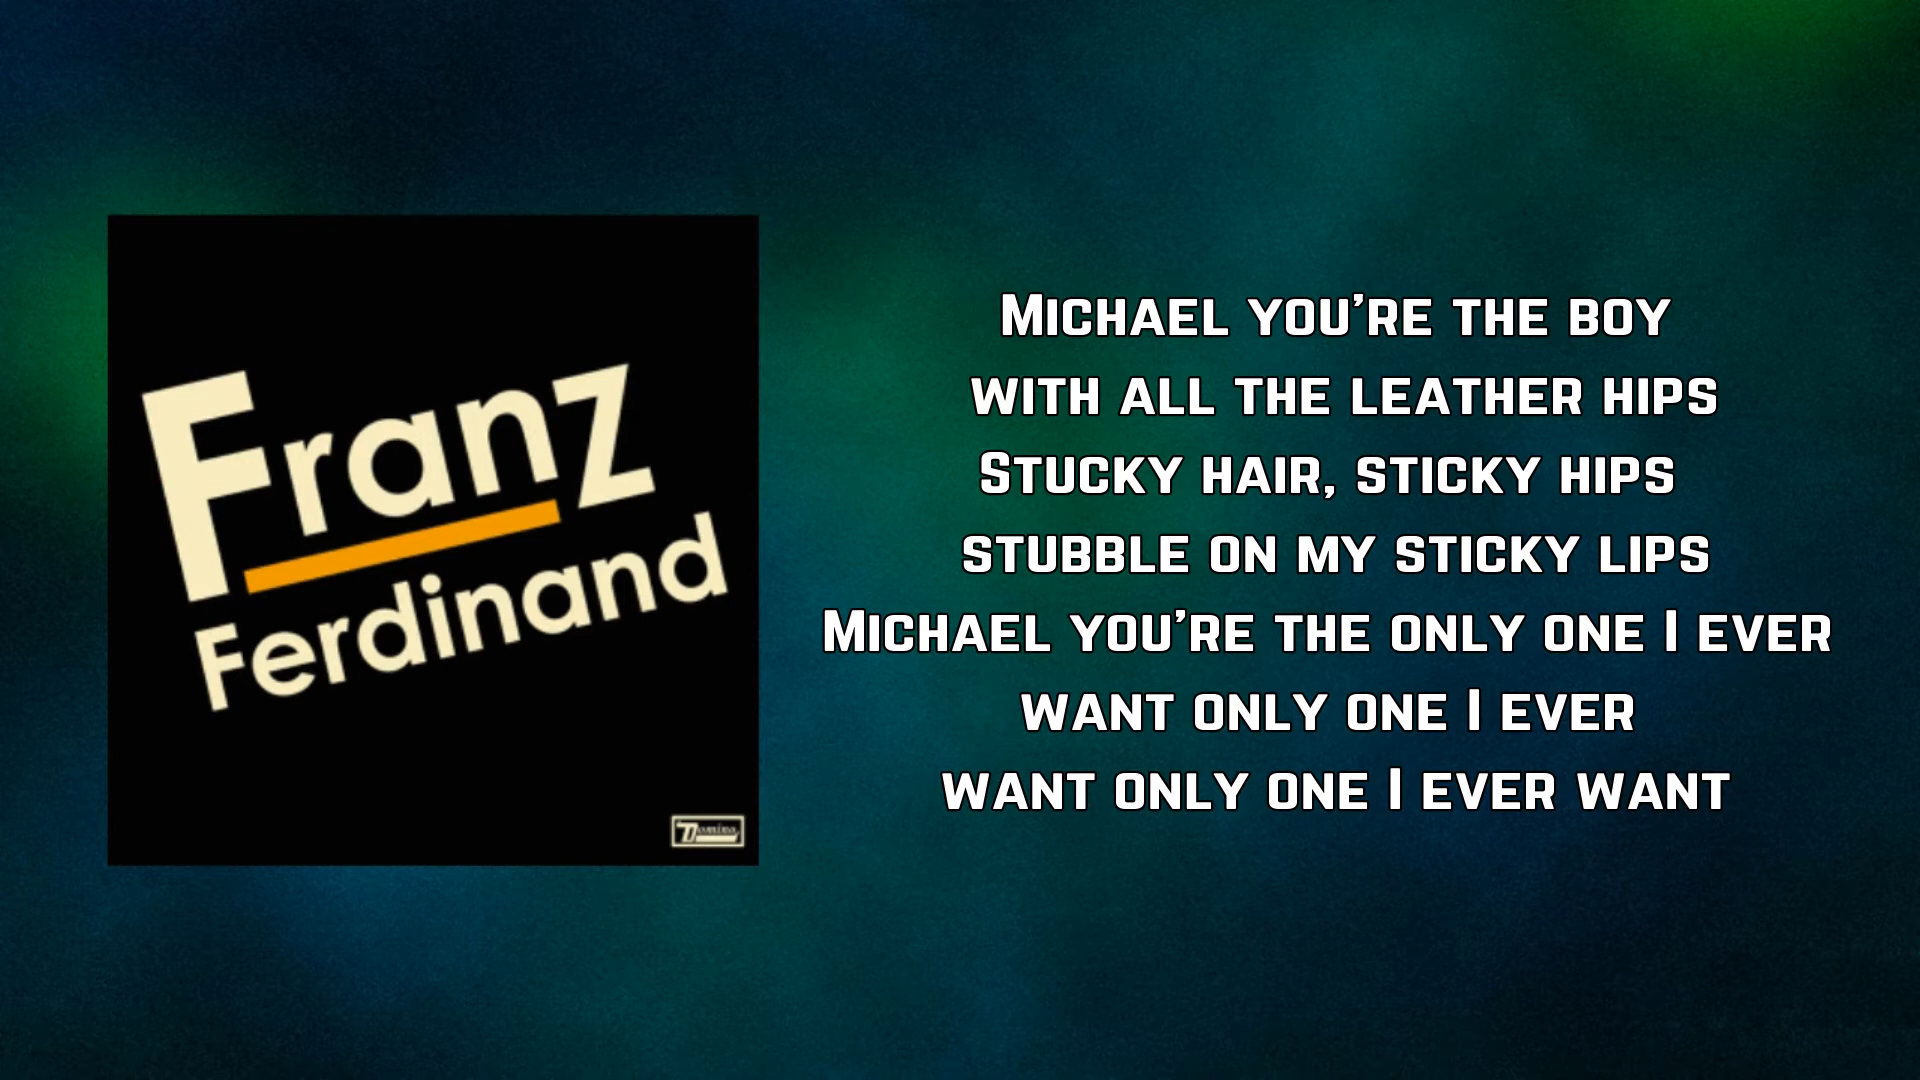 Franz
Ferdinand
Domino
Michael you're the boy
with all the leather hips
Stucky hair, sticky hips
stubble on my sticky lips
Michael you're the only one I ever
want only one I ever
want only one I ever want